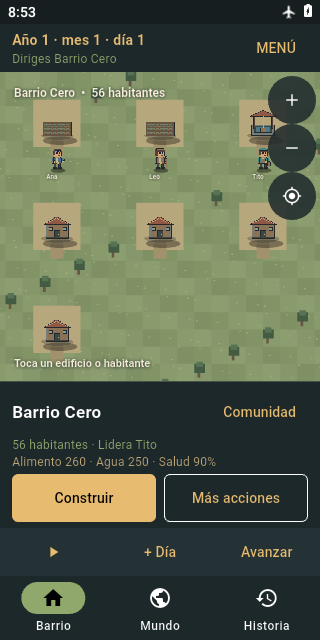 8:53
Año 1 · mes 1 · día 1
MENÚ
Diriges Barrio Cero
Barrio Cero • 56 habitantes
Ana
Leo
Tito
Toca un edificio o habitante
Barrio Cero
Comunidad
56 habitantes · Lidera Tito
Alimento 260 · Agua 250 · Salud 90%
Construir
Más acciones
+ Día
Avanzar
Barrio
Mundo
Historia